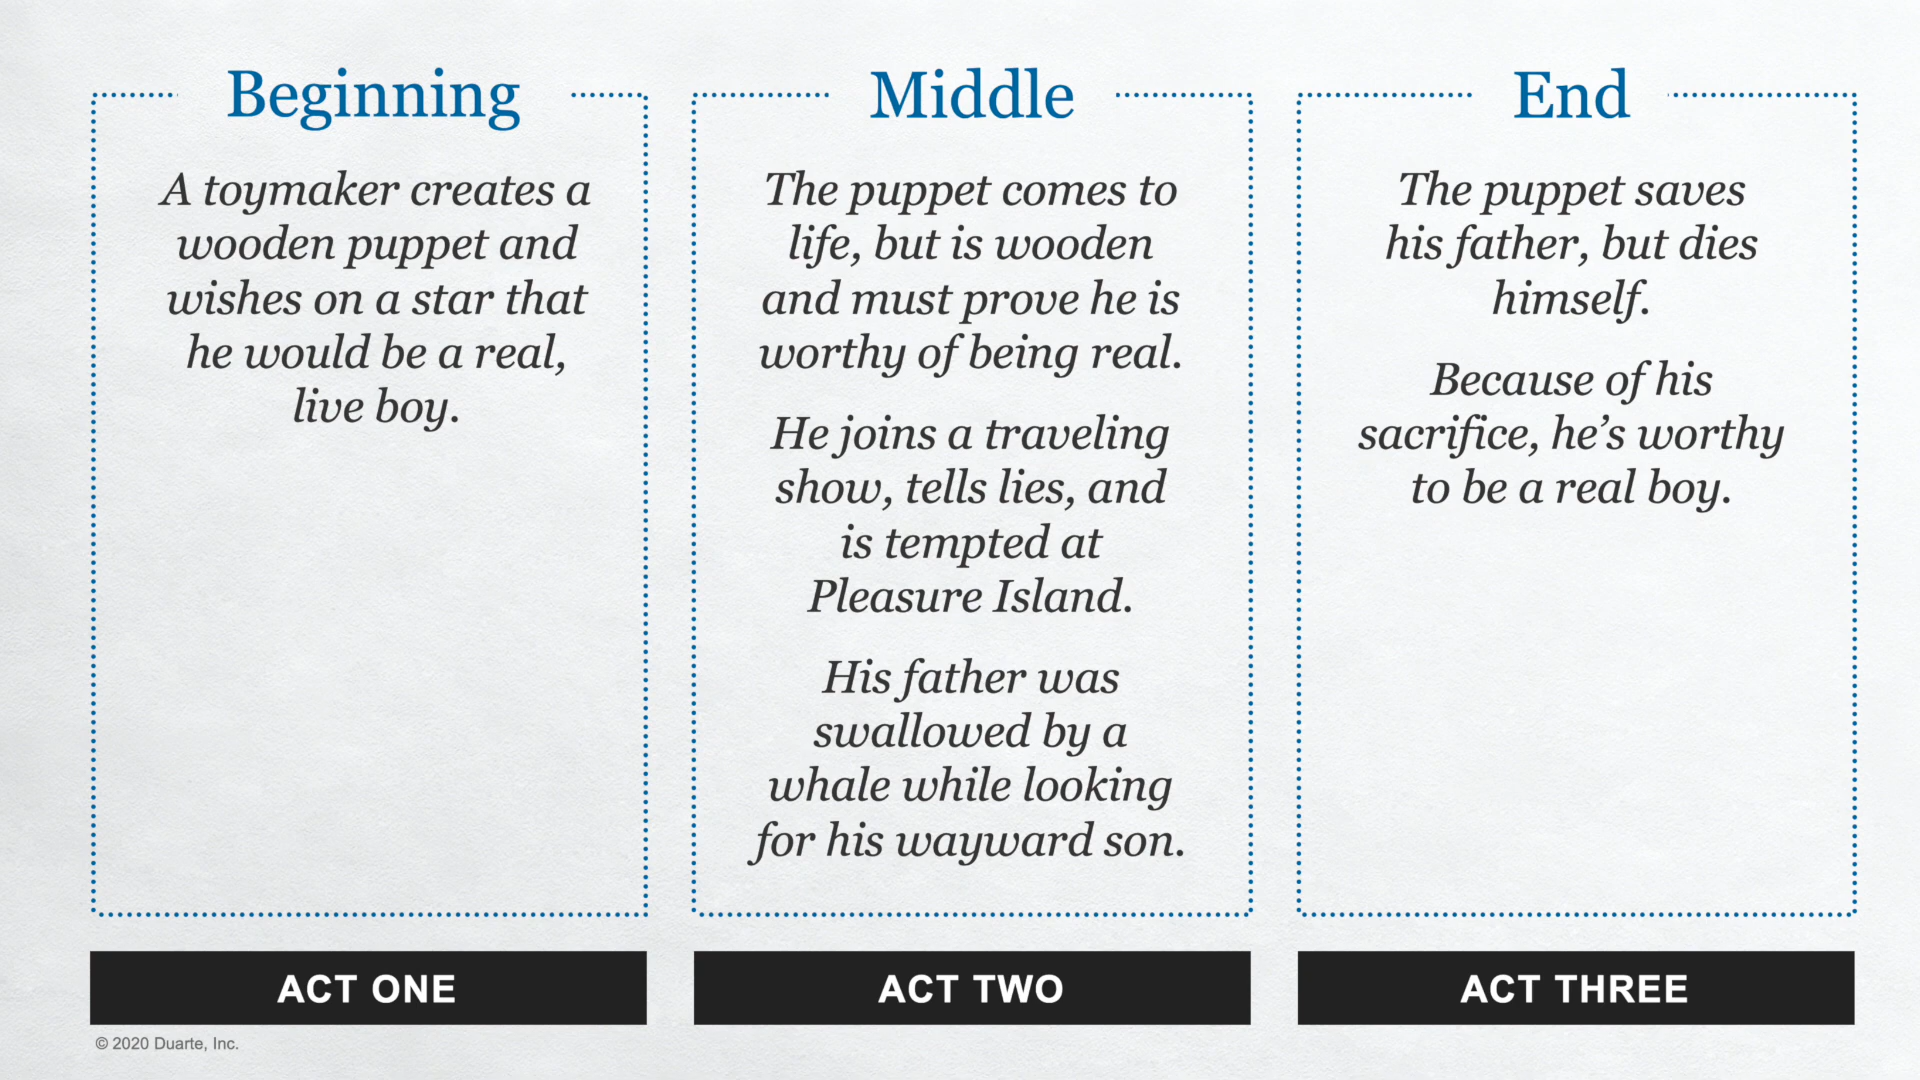 Beginning
A toymaker creates a
wooden puppet and
wishes on a star that
he would be a real,
live boy.
ACT ONE
Middle
The puppet comes to
life, but is wooden
and must prove he is
worthy of being real.
He joins a traveling
show, tells lies, and
is tempted at
Pleasure Island.
His father was
swallowed by a
whale while looking
for his wayward son.
ACT TWO
End
The puppet saves
his father, but dies
himself.
Because of his
sacrifice, he’s worthy
to be a real boy.
ACT THREE
© 2020 Duarte, Inc.